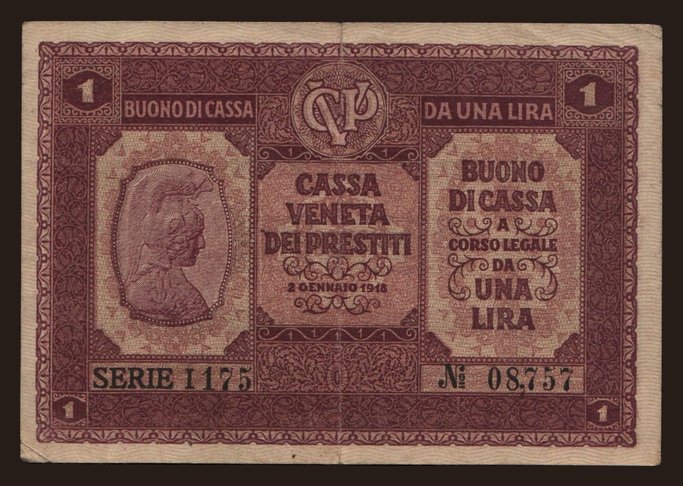 1
1
BUONO DI CASSA
CVP
DA UNA LIRA
CASSA
VENETA
DEI PRESTITI
2 GENNAIO 1918
BUONO
DI CASSA
A
CORSO LEGALE
DA
UNA
LIRA
SERIE I 175
№ 08,757
1
1